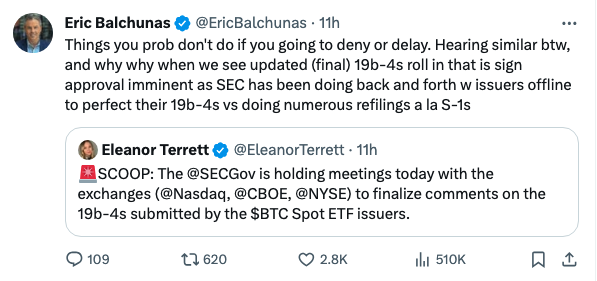 Eric Balchunas @EricBalchunas · 11h
Things you prob don't do if you going to deny or delay. Hearing similar btw,
and why why when we see updated (final) 19b-4s roll in that is sign
approval imminent as SEC has been doing back and forth w issuers offline
to perfect their 19b-4s vs doing numerous refilings a la S-1s
Eleanor Terrett @EleanorTerrett · 11h
🚨SCOOP: The @SECGov is holding meetings today with the
exchanges (@Nasdaq, @CBOE, @NYSE) to finalize comments on the
19b-4s submitted by the $BTC Spot ETF issuers.
109 620 2.8K 510K